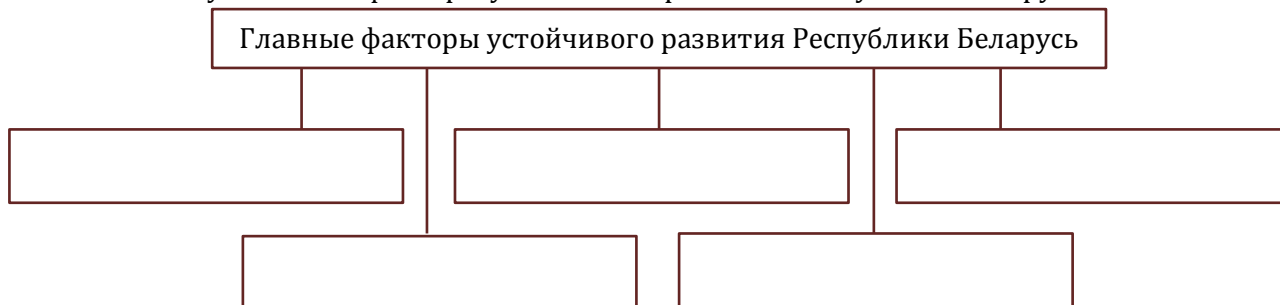 Главные факторы устойчивого развития Республики Беларусь